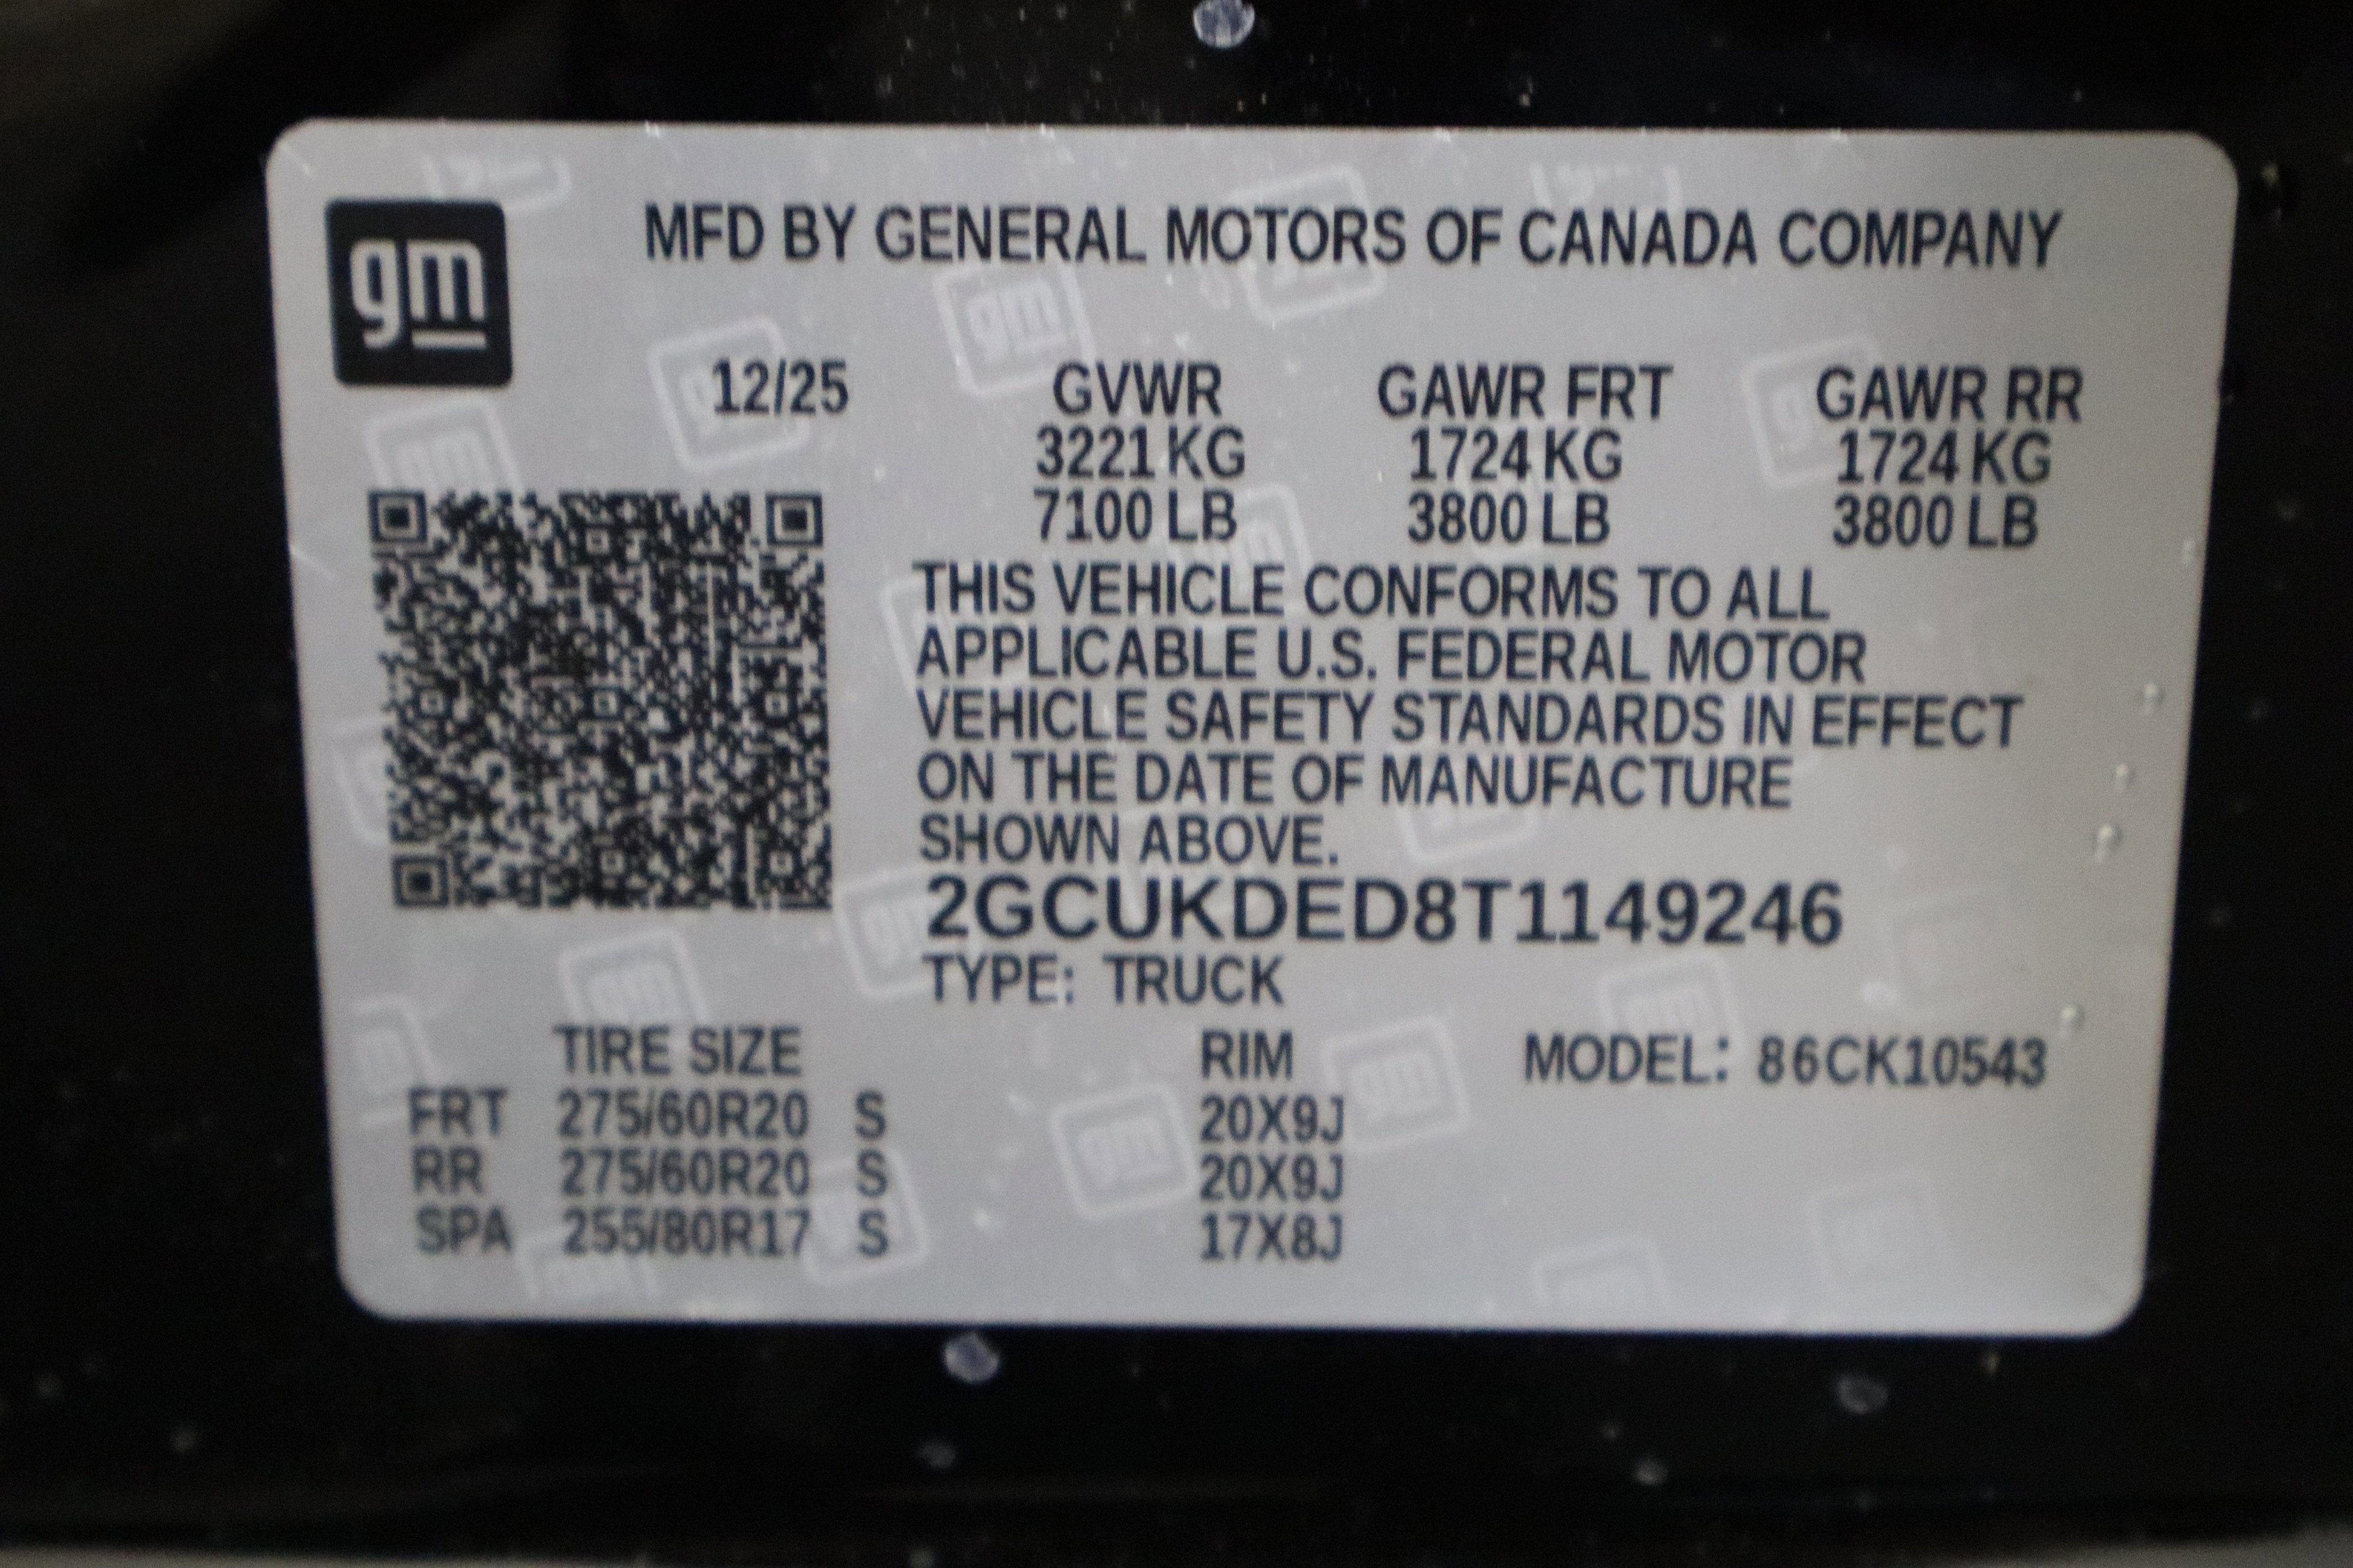 gm
MFD BY GENERAL MOTORS OF CANADA COMPANY
12/25 GVWR GAWR FRT GAWR RR
3221 KG 1724 KG 1724 KG
7100 LB 3800 LB 3800 LB
THIS VEHICLE CONFORMS TO ALL
APPLICABLE U.S. FEDERAL MOTOR
VEHICLE SAFETY STANDARDS IN EFFECT
ON THE DATE OF MANUFACTURE
SHOWN ABOVE.
2GCUKDED8T1149246
TYPE: TRUCK
TIRE SIZE RIM MODEL: 86CK10543
FRT 275/60R20 S 20X9J
RR 275/60R20 S 20X9J
SPA 255/80R17 S 17X8J